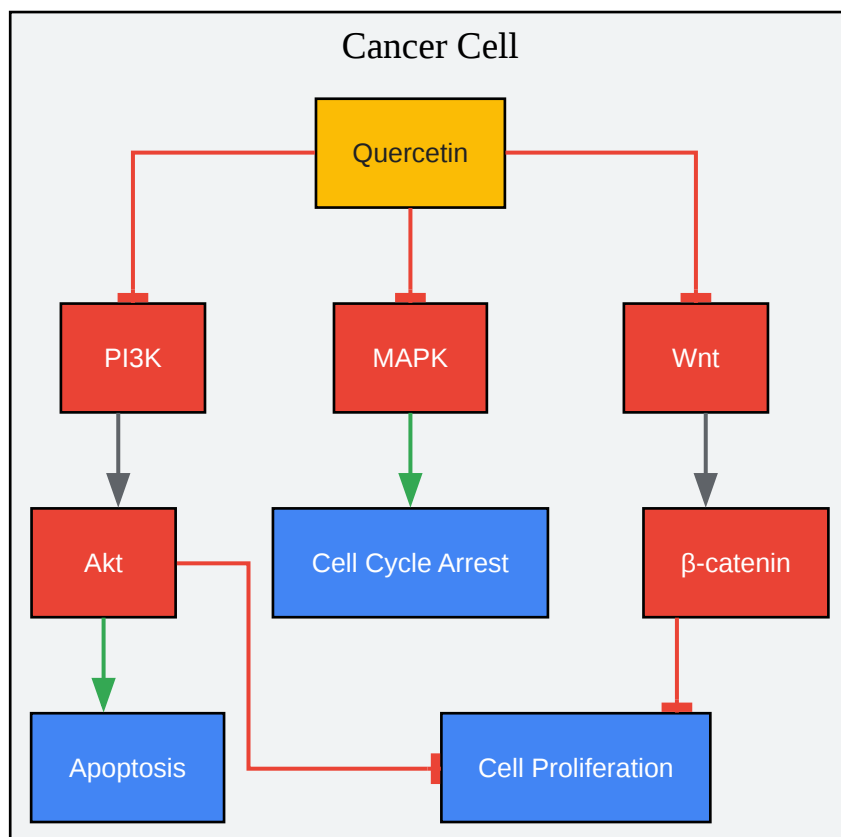 Cancer Cell
Quercetin
PI3K
MAPK
Wnt
Akt
Cell Cycle Arrest
β-catenin
Apoptosis
Cell Proliferation